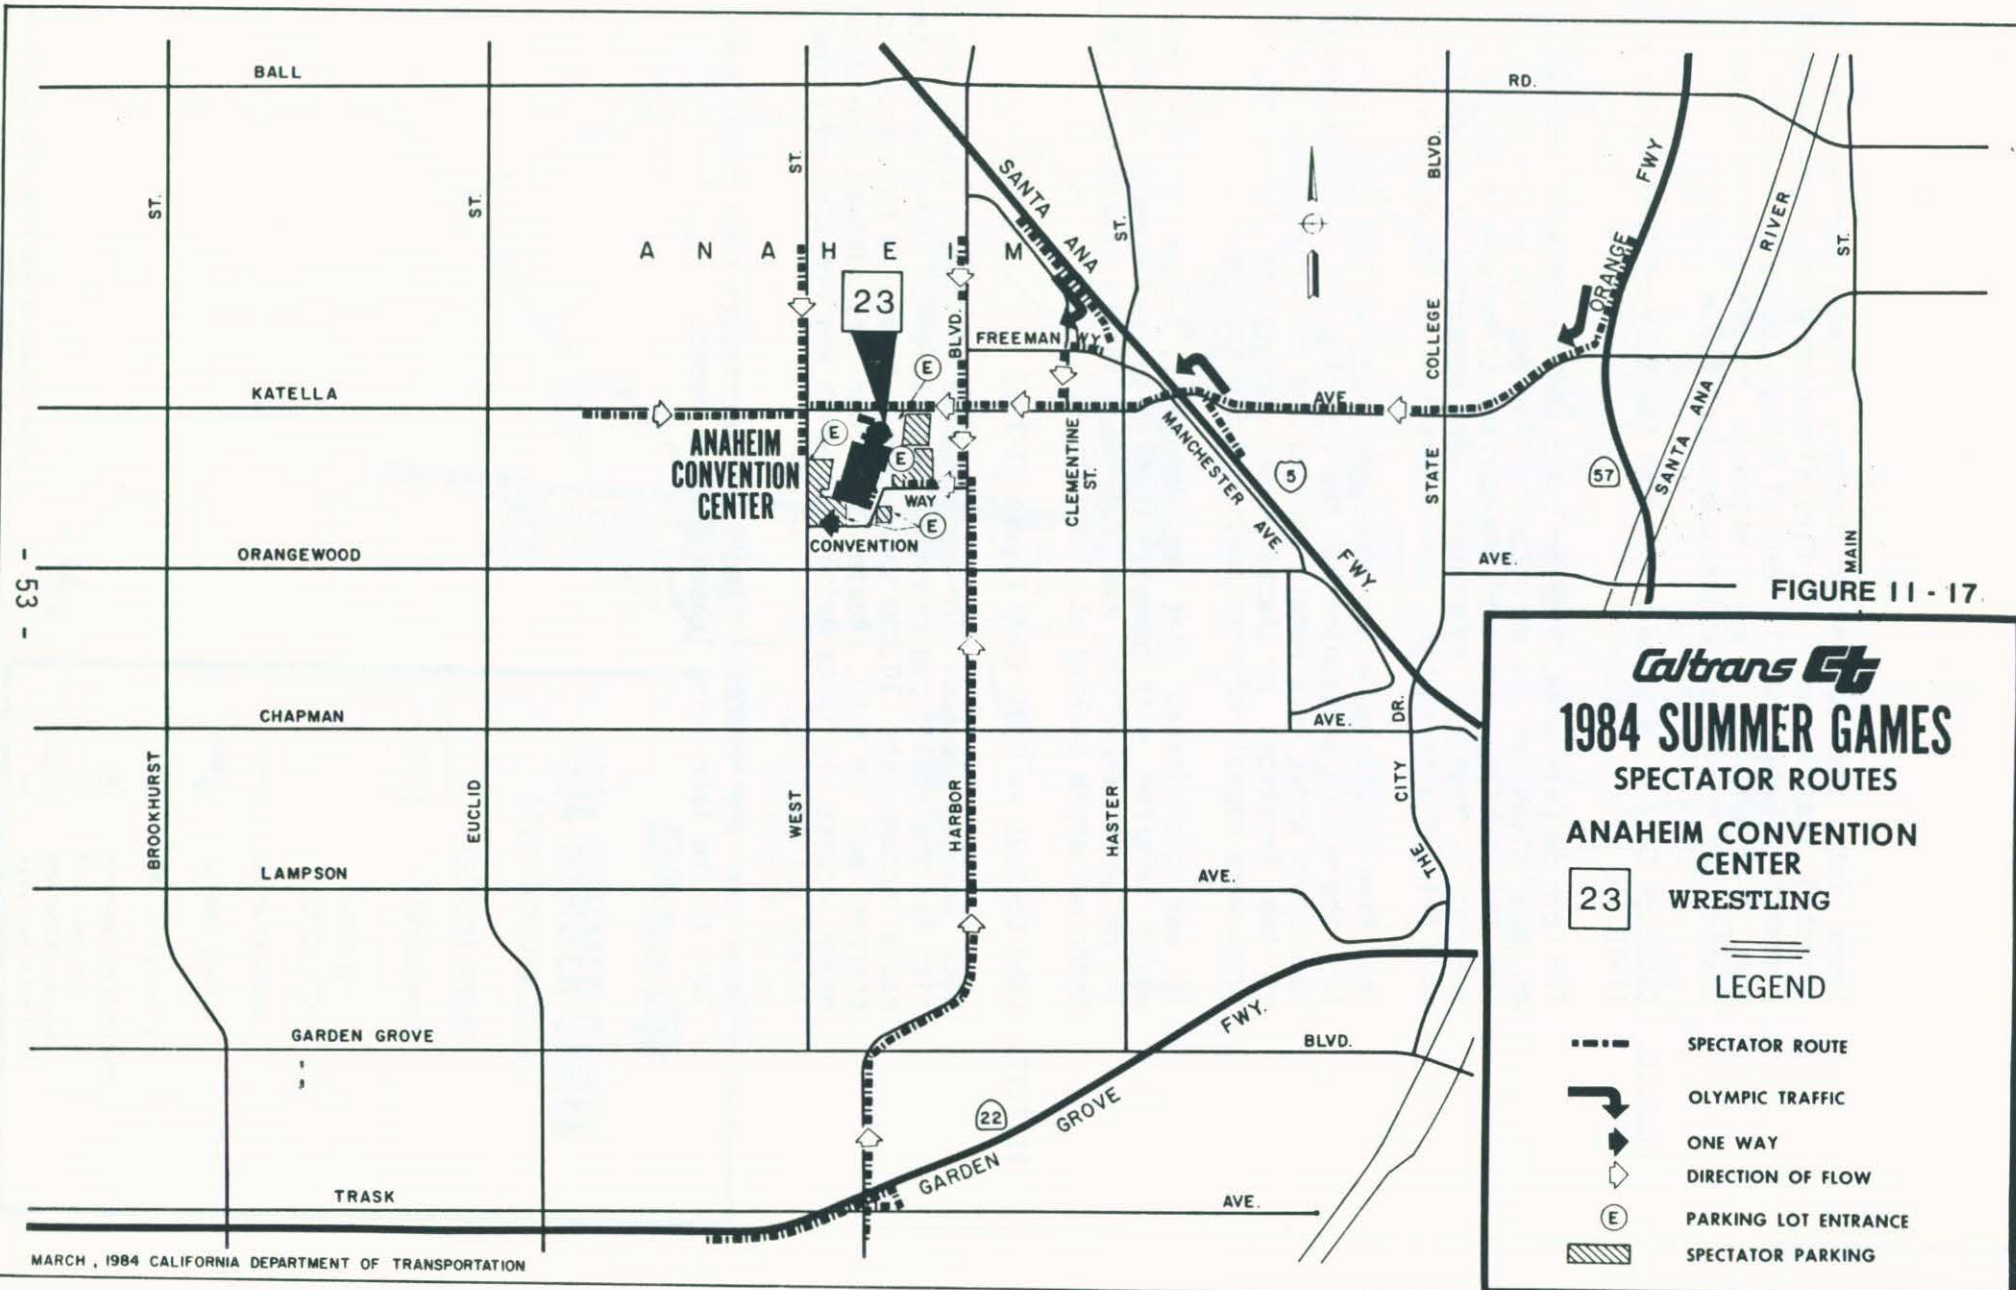 BALL
RD.
ST.
ST.
ST.
SANTA
ANA
ST.
BLVD.
FWY
RIVER
ST.
A N A H E I M
23
ORANGE
BLVD.
FREEMAN WY.
COLLEGE
E
KATELLA
AVE
E
ANAHEIM
CONVENTION
CENTER
E
WAY
E
CONVENTION
CLEMENTINE
ST.
MANCHESTER
AVE.
5
STATE
57
SANTA ANA
ORANGEWOOD
AVE.
FWY.
MAIN
- 53 -
FIGURE 11 - 17
CHAPMAN
AVE.
DR.
BROOKHURST
EUCLID
WEST
HARBOR
HASTER
CITY
THE
LAMPSON
AVE.
GARDEN GROVE
FWY.
BLVD.
22
GROVE
GARDEN
TRASK
AVE.
MARCH , 1984 CALIFORNIA DEPARTMENT OF TRANSPORTATION
Caltrans Ct
1984 SUMMER GAMES
SPECTATOR ROUTES
ANAHEIM CONVENTION
CENTER
23 WRESTLING
LEGEND
SPECTATOR ROUTE
OLYMPIC TRAFFIC
ONE WAY
DIRECTION OF FLOW
E PARKING LOT ENTRANCE
SPECTATOR PARKING